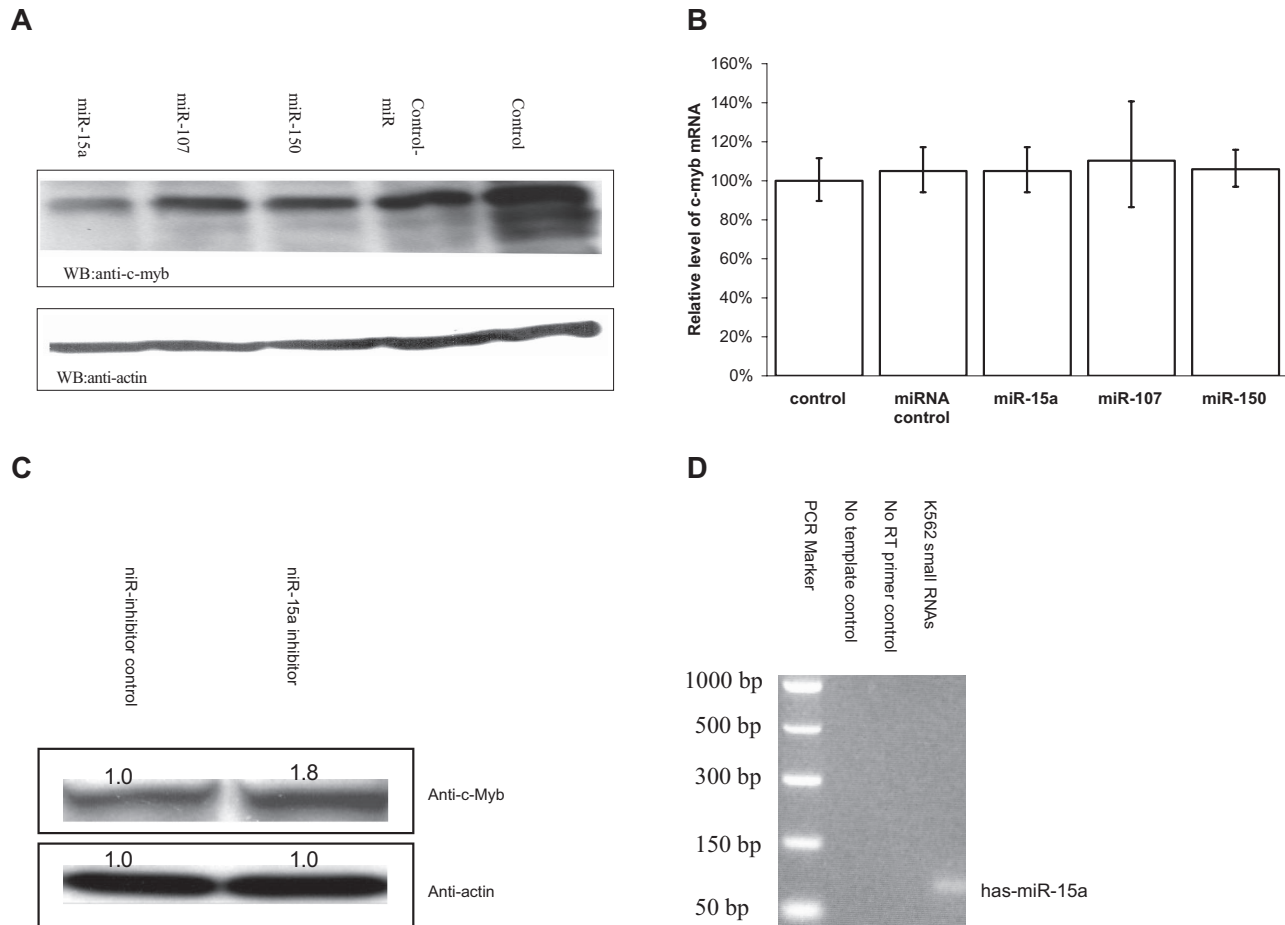 A
miR-15a
miR-107
miR-150
Control-
miR
Control
WB:anti-c-myb
WB:anti-actin
B
Relative level of c-myb mRNA
160%
140%
120%
100%
80%
60%
40%
20%
0%
control
miRNA
control
miR-15a
miR-107
miR-150
C
niR-inhibitor control
niR-15a inhibitor
1.0
1.8
Anti-c-Myb
1.0
1.0
Anti-actin
D
PCR Marker
No template control
No RT primer control
K562 small RNAs
1000 bp
500 bp
300 bp
150 bp
50 bp
has-miR-15a